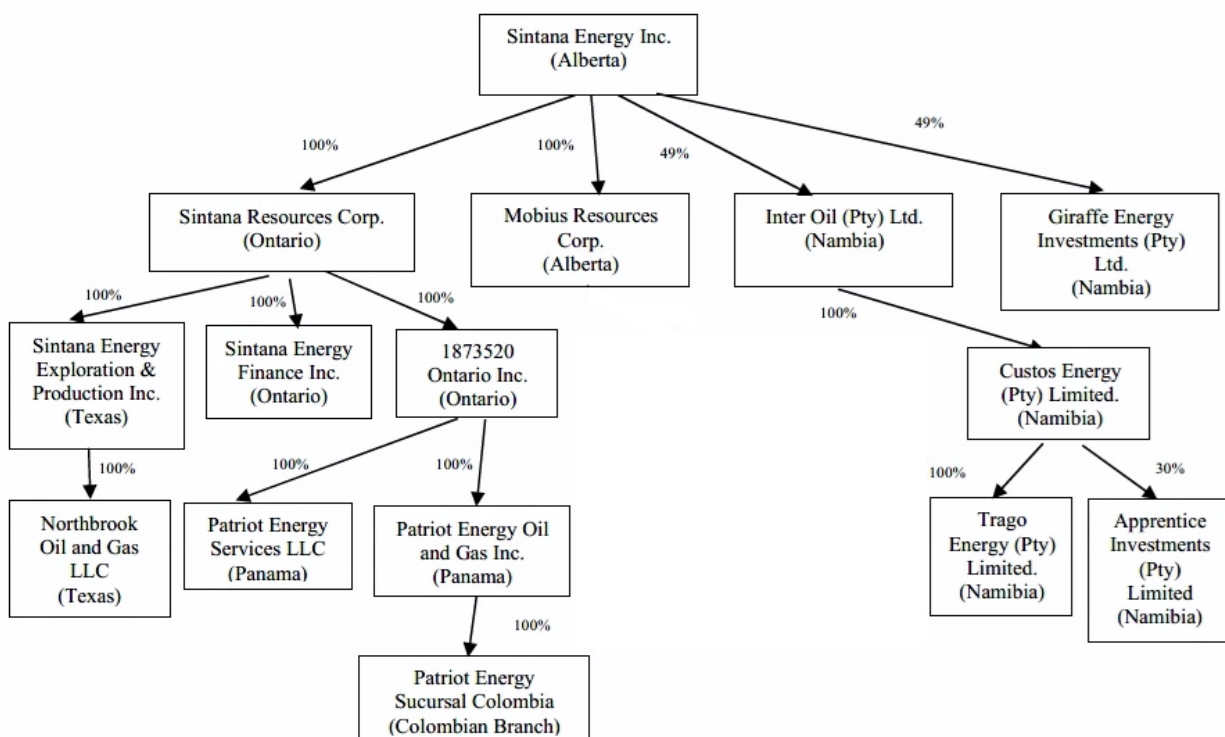 Sintana Energy Inc.
(Alberta)
100%
100%
49%
49%
Sintana Resources Corp.
(Ontario)
Mobius Resources
Corp.
(Alberta)
Inter Oil (Pty) Ltd.
(Nambia)
Giraffe Energy
Investments (Pty)
Ltd.
(Nambia)
100%
100%
100%
100%
Sintana Energy
Exploration &
Production Inc.
(Texas)
Sintana Energy
Finance Inc.
(Ontario)
1873520
Ontario Inc.
(Ontario)
Custos Energy
(Pty) Limited.
(Namibia)
100%
100%
100%
100%
30%
Northbrook
Oil and Gas
LLC
(Texas)
Patriot Energy
Services LLC
(Panama)
Patriot Energy Oil
and Gas Inc.
(Panama)
Trago
Energy (Pty)
Limited.
(Namibia)
Apprentice
Investments
(Pty)
Limited
(Namibia)
100%
Patriot Energy
Sucursal Colombia
(Colombian Branch)